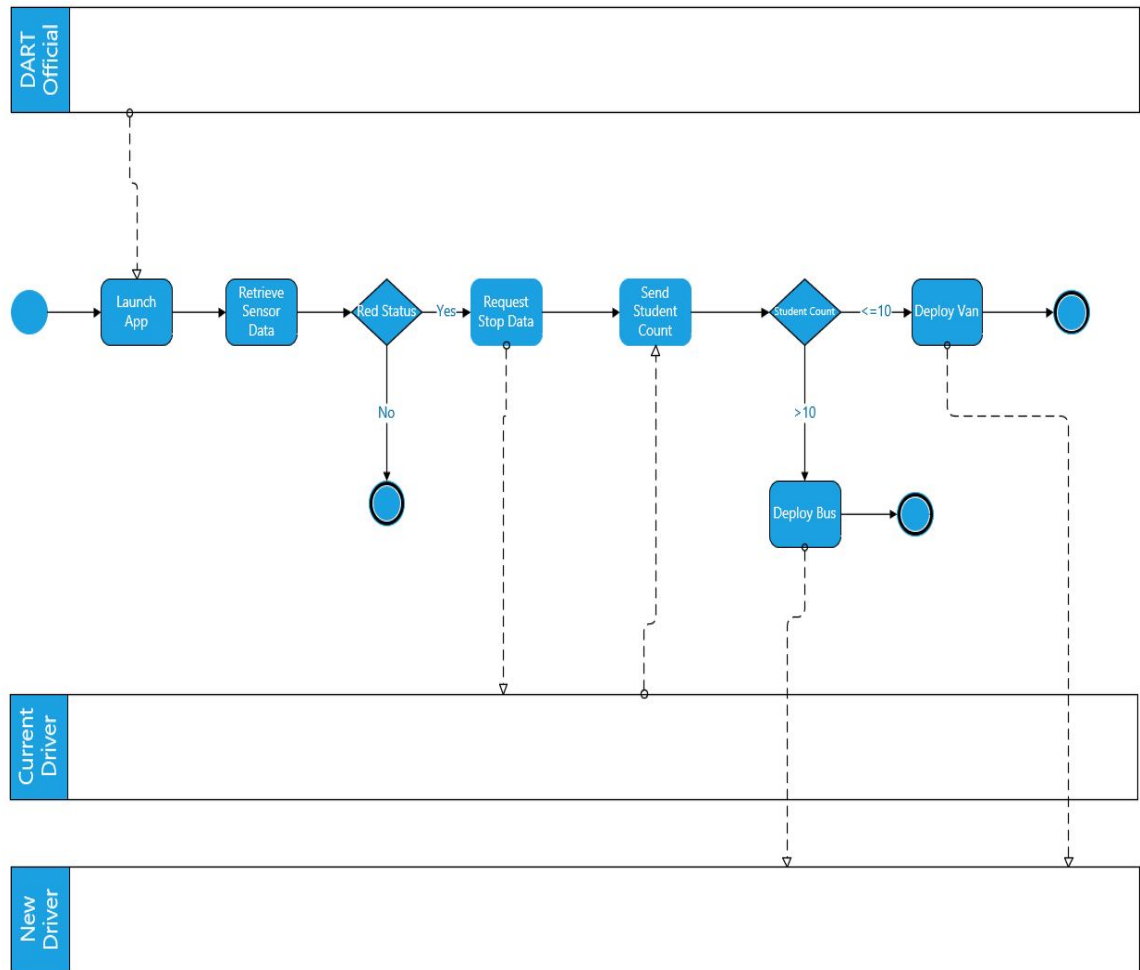 DART
Official
Launch
App
Retrieve
Sensor
Data
Red Status
Yes
Request
Stop Data
Send
Student
Count
Student Count
<=10
Deploy Van
No
>10
Deploy Bus
Current
Driver
New
Driver